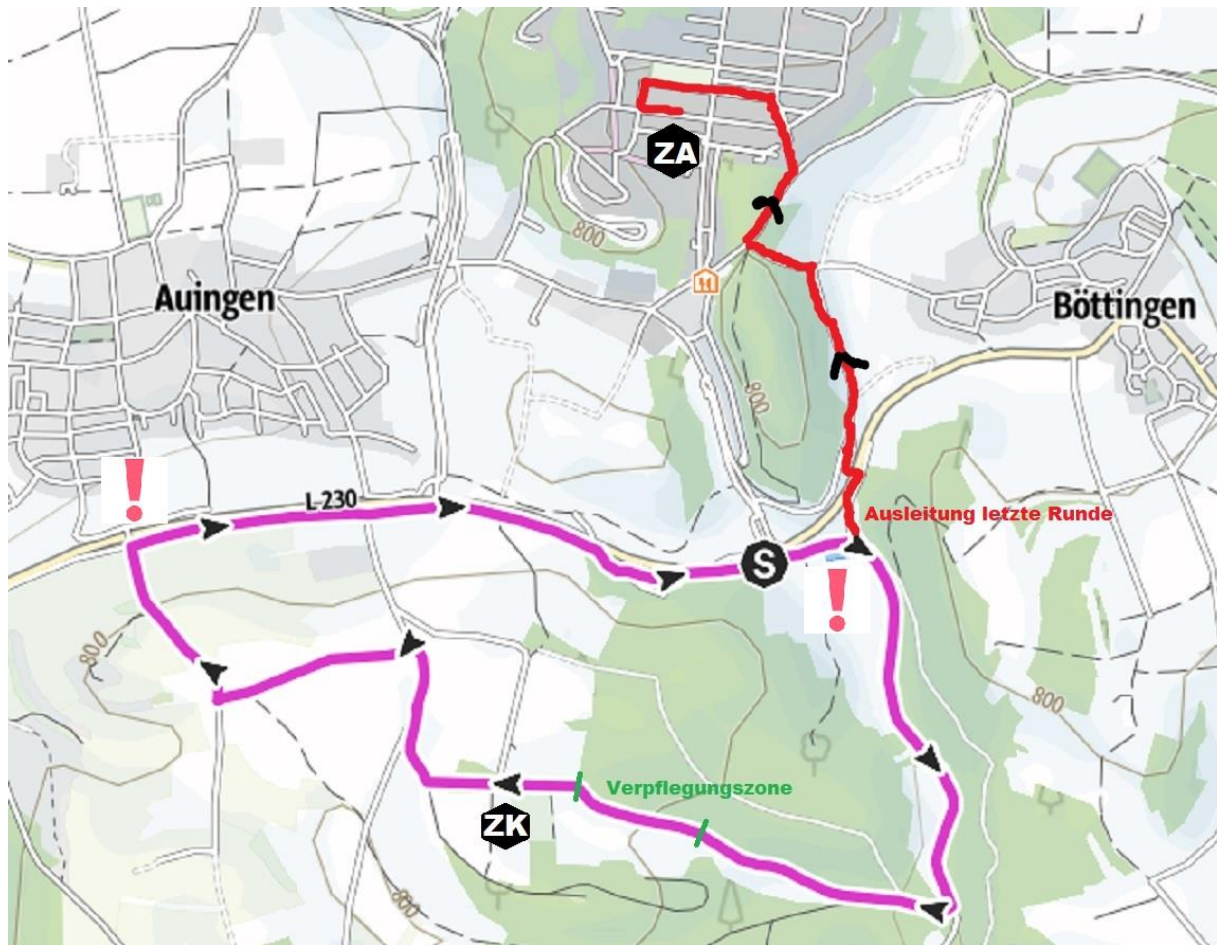 ZA
800
Auingen
Böttingen
800
L-230
Ausleitung letzte Runde
S
800
800
Verpflegungszone
ZK
800